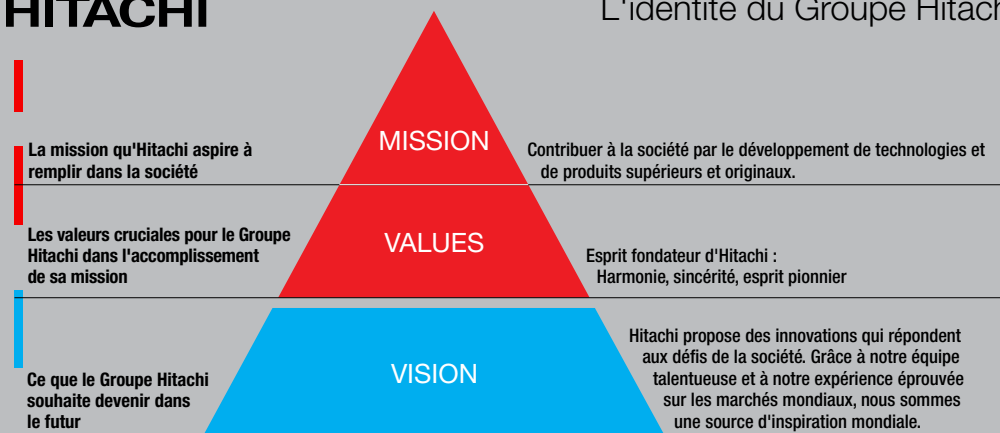 HITACHI
L'identité du Groupe Hitachi
La mission qu'Hitachi aspire à
remplir dans la société
MISSION
Contribuer à la société par le développement de technologies et
de produits supérieurs et originaux.
Les valeurs cruciales pour le Groupe
Hitachi dans l'accomplissement
de sa mission
VALUES
Esprit fondateur d'Hitachi :
Harmonie, sincérité, esprit pionnier
Ce que le Groupe Hitachi
souhaite devenir dans
le futur
VISION
Hitachi propose des innovations qui répondent
aux défis de la société. Grâce à notre équipe
talentueuse et à notre expérience éprouvée
sur les marchés mondiaux, nous sommes
une source d'inspiration mondiale.